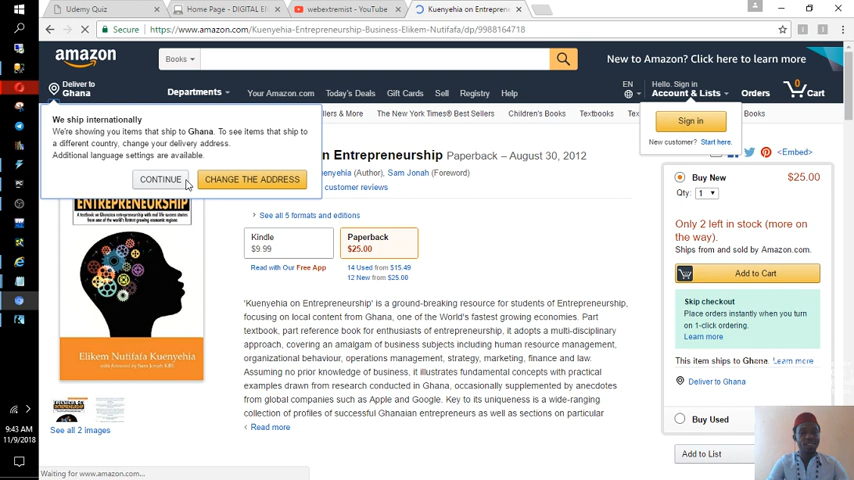 Udemy Quiz
Home Page - DIGITAL EN
webextremist - YouTube
Kuenyehia on Entrepren
Secure
https://www.amazon.com/Kuenyehia-Entrepreneurship-Business-Elikem-Nutifafa/dp/9988164718
amazon
Books
New to Amazon? Click here to learn more
Deliver to
Ghana
Departments
Your Amazon.com
Today's Deals
Gift Cards
Sell
Registry
Help
EN
Hello. Sign in
Account & Lists
Orders
0
Cart
We ship internationally
We're showing you items that ship to Ghana. To see items that ship to
a different country, change your delivery address.
Additional language settings are available.
CONTINUE
CHANGE THE ADDRESS
llers & More
The New York Times® Best Sellers
Children's Books
Textbooks
Books
Sign in
New customer? Start here.
n Entrepreneurship Paperback – August 30, 2012
enyehia (Author), Sam Jonah (Foreword)
customer reviews
<Embed>
See all 5 formats and editions
Kindle
$9.99
Paperback
$25.00
Read with Our Free App
14 Used from $15.49
12 New from $25.00
Buy New
$25.00
Qty: 1
Only 2 left in stock (more on
the way).
Ships from and sold by Amazon.com.
Add to Cart
Skip checkout
Place orders instantly when you
turn on 1-click ordering.
Learn more
This item ships to Ghana. Learn more
Deliver to Ghana
Buy Used
Add to List
ENTREPRENEURSHIP
Elikem Nutifafa Kuenyehia
'Kuenyehia on Entrepreneurship' is a ground-breaking resource for students of Entrepreneurship,
focusing on local content from Ghana, one of the World's fastest growing economies. Part
textbook, part reference book for enthusiasts of entrepreneurship, it adopts a multi-disciplinary
approach, covering an amalgam of business subjects including human resource management,
organizational behaviour, operations management, strategy, marketing, finance and law.
Assuming no prior knowledge of business, it illustrates fundamental concepts with practical
examples drawn from research conducted in Ghana, occasionally supplemented by anecdotes
from global companies such as Apple and Google. Key to its uniqueness is a wide-ranging
collection of profiles of successful Ghanaian entrepreneurs as well as sections on particular
Read more
See all 2 images
9:43 AM
11/9/2018
Waiting for www.amazon.com...